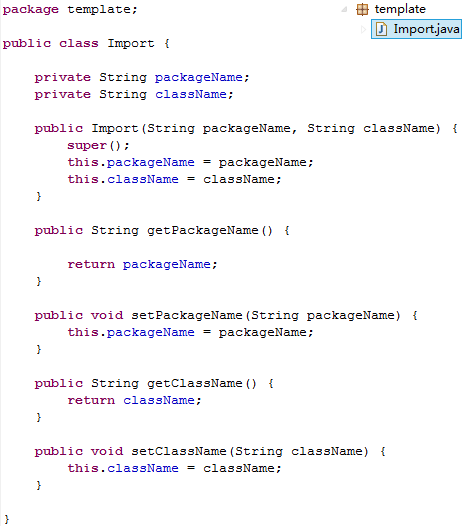 package template;
template
Import.java
public class Import {
private String packageName;
private String className;
public Import(String packageName, String className) {
super();
this.packageName = packageName;
this.className = className;
}
public String getPackageName() {
return packageName;
}
public void setPackageName(String packageName) {
this.packageName = packageName;
}
public String getClassName() {
return className;
}
public void setClassName(String className) {
this.className = className;
}
}